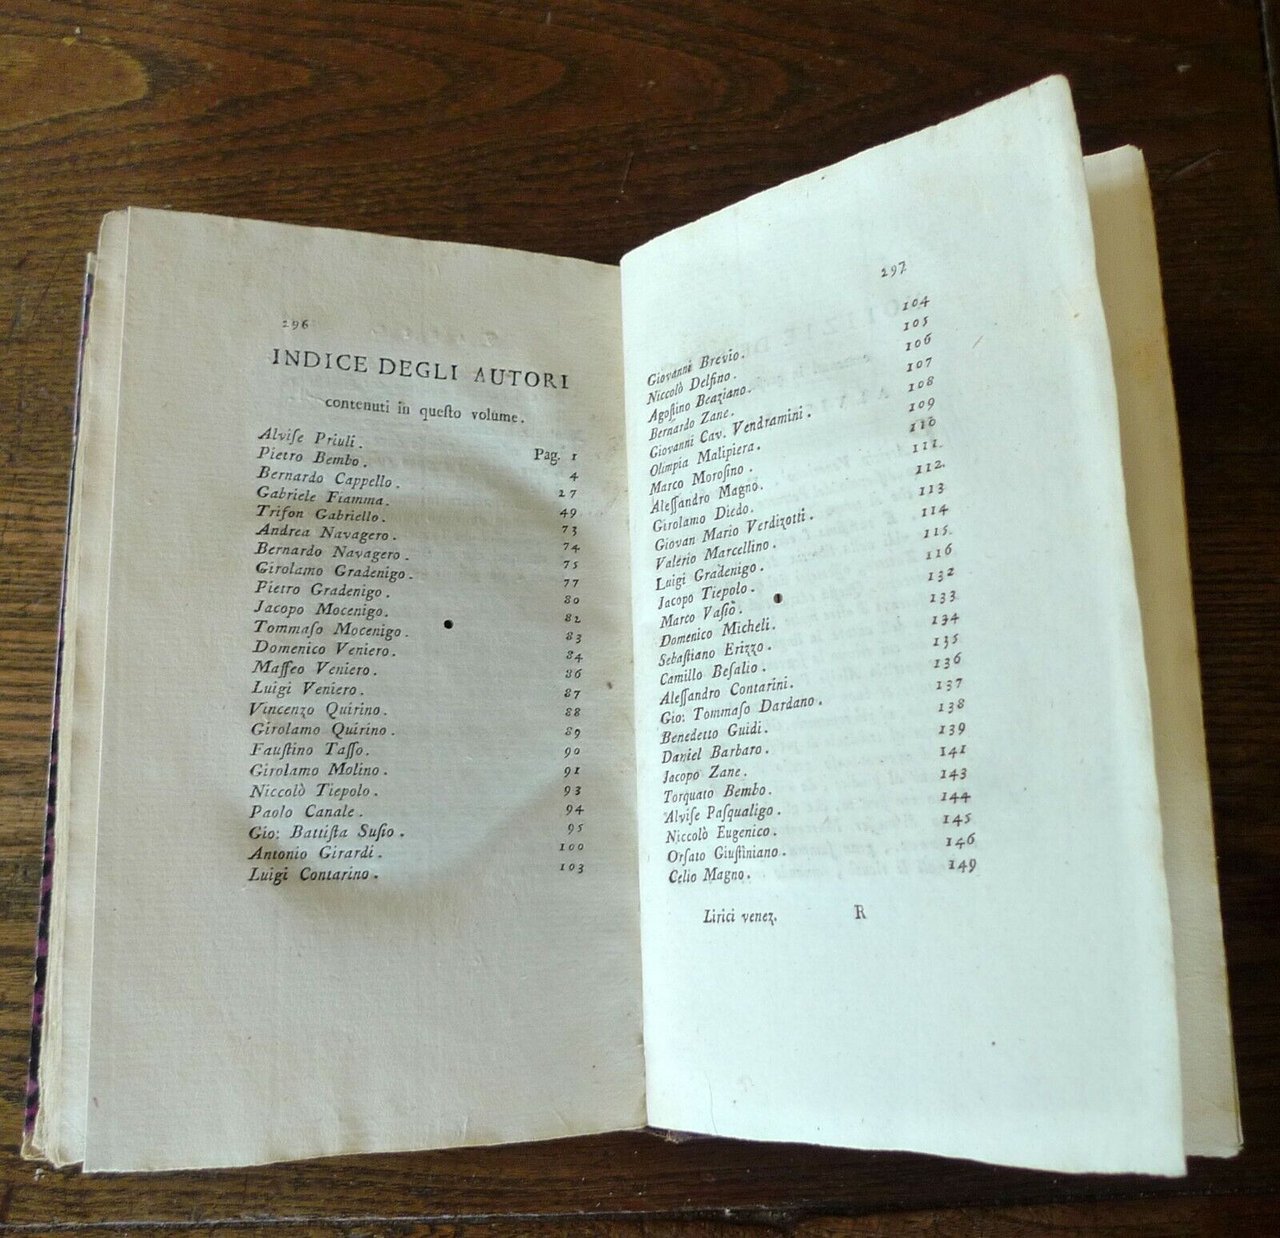 296
INDICE DEGLI AUTORI
contenuti in queſto volume.
Alviſe Priuli. Pag. 1
Pietro Bembo. 4
Bernardo Cappello. 27
Gabriele Fiamma. 49
Trifon Gabriello. 73
Andrea Navagero. 74
Bernardo Navagero. 75
Girolamo Gradenigo. 77
Pietro Gradenigo. 80
Jacopo Mocenigo. 82
Tommaſo Mocenigo. 83
Domenico Veniero. 84
Maffeo Veniero. 86
Luigi Veniero. 87
Vincenzo Quirino. 88
Girolamo Quirino. 89
Fauſtino Taſſo. 90
Girolamo Molino. 91
Niccolò Tiepolo. 93
Paolo Canale. 94
Gio: Battiſta Suſio. 95
Antonio Girardi. 100
Luigi Contarino. 103
297
Giovanni Brevio. 104
Niccolò Delfino. 105
Agoſtino Beaziano. 106
Bernardo Zane. 107
Giovanni Cav. Vendramini. 108
Olimpia Malipiera. 109
Marco Moroſino. 110
Aleſſandro Magno. 111
Girolamo Diedo. 112
Giovan Mario Verdizotti. 113
Valerio Marcellino. 114
Luigi Gradenigo. 115
Jacopo Tiepolo. 116
Marco Vaſſio. 132
Domenico Micheli. 133
Sebaſtiano Erizzo. 134
Camillo Beſalio. 135
Aleſſandro Contarini. 136
Gio: Tommaſo Dardano. 137
Benedetto Guidi. 138
Daniel Barbaro. 139
Jacopo Zane. 141
Torquato Bembo. 143
Alviſe Paſqualigo. 144
Niccolò Eugenico. 145
Orſato Giuſtiniano. 146
Celio Magno. 149
Lirici venez. R